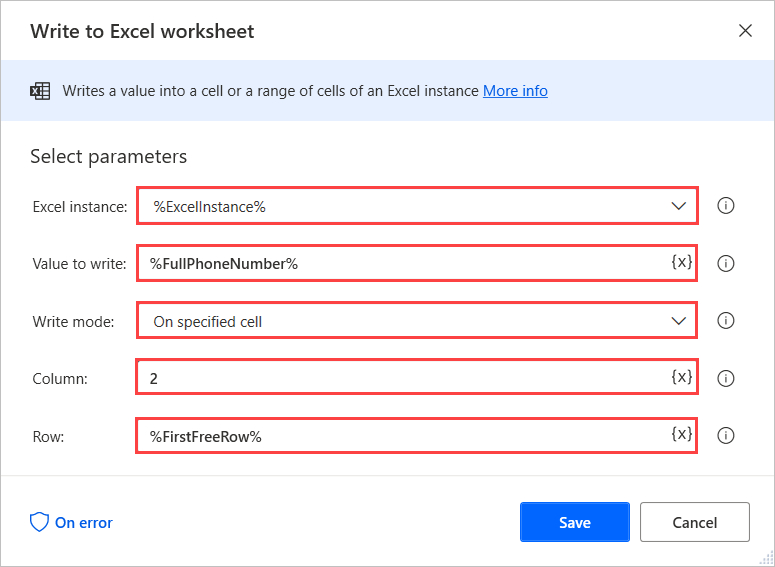 Write to Excel worksheet
Writes a value into a cell or a range of cells of an Excel instance More info
Select parameters
Excel instance: %ExcelInstance%
Value to write: %FullPhoneNumber% {x}
Write mode: On specified cell
Column: 2 {x}
Row: %FirstFreeRow% {x}
On error Save Cancel